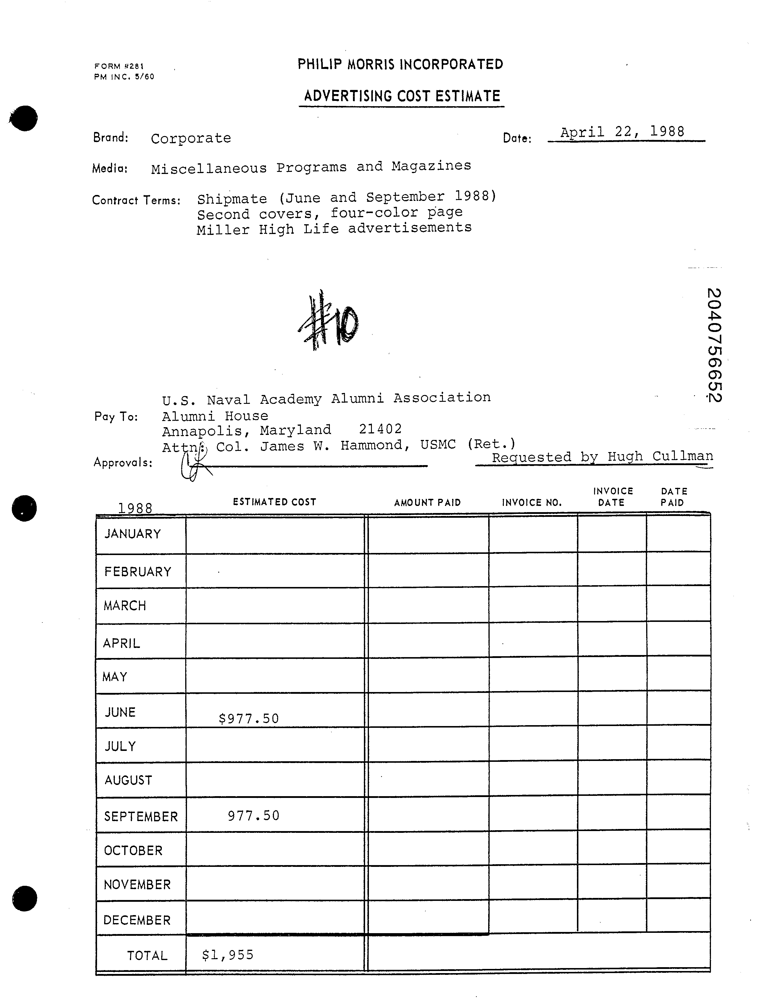 FORM #281
PM INC. 5/60
PHILIP MORRIS INCORPORATED
ADVERTISING COST ESTIMATE
Brand: Corporate
Date: April 22, 1988
Media: Miscellaneous Programs and Magazines
Contract Terms: Shipmate (June and September 1988)
Second covers, four-color page
Miller High Life advertisements
#10
2040756652
U.S. Naval Academy Alumni Association
Pay To: Alumni House
Annapolis, Maryland 21402
Attn: Col. James W. Hammond, USMC (Ret.)
Approvals:
Requested by Hugh Cullman
1988 ESTIMATED COST AMOUNT PAID INVOICE NO. INVOICE DATE DATE PAID
JANUARY
FEBRUARY
MARCH
APRIL
MAY
JUNE $977.50
JULY
AUGUST
SEPTEMBER 977.50
OCTOBER
NOVEMBER
DECEMBER
TOTAL $1,955